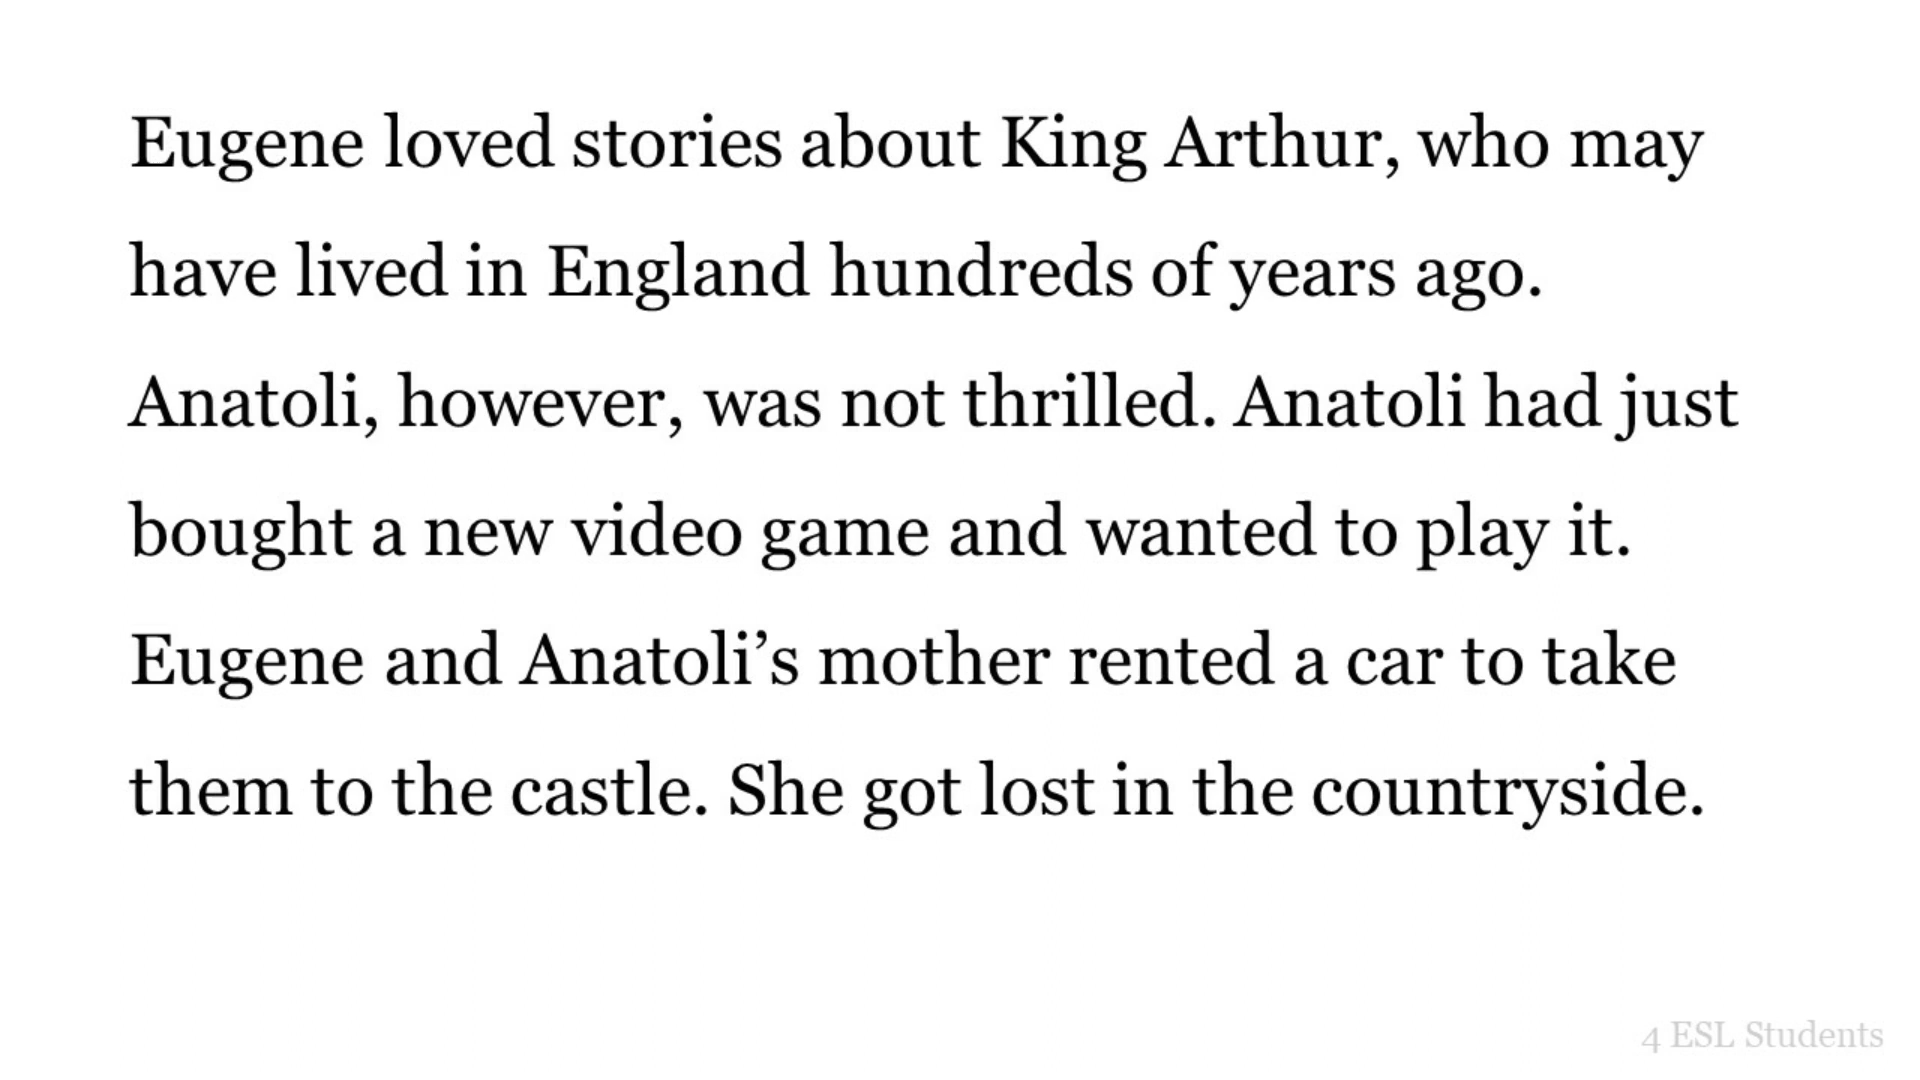 Eugene loved stories about King Arthur, who may
have lived in England hundreds of years ago.
Anatoli, however, was not thrilled. Anatoli had just
bought a new video game and wanted to play it.
Eugene and Anatoli’s mother rented a car to take
them to the castle. She got lost in the countryside.
4 ESL Students